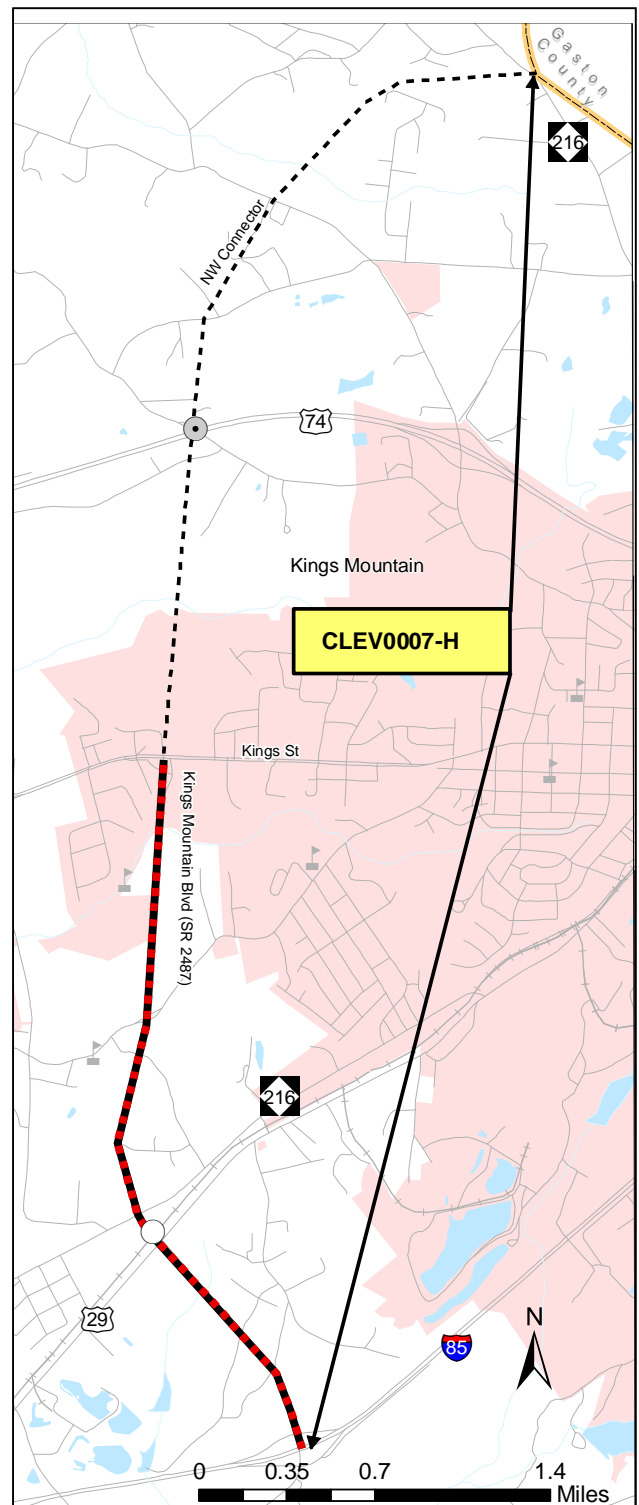 Gaston
County
216
NW Connector
74
Kings Mountain
CLEV0007-H
Kings St
Kings Mountain Blvd (SR 2487)
216
29
N
85
0 0.35 0.7 1.4
Miles